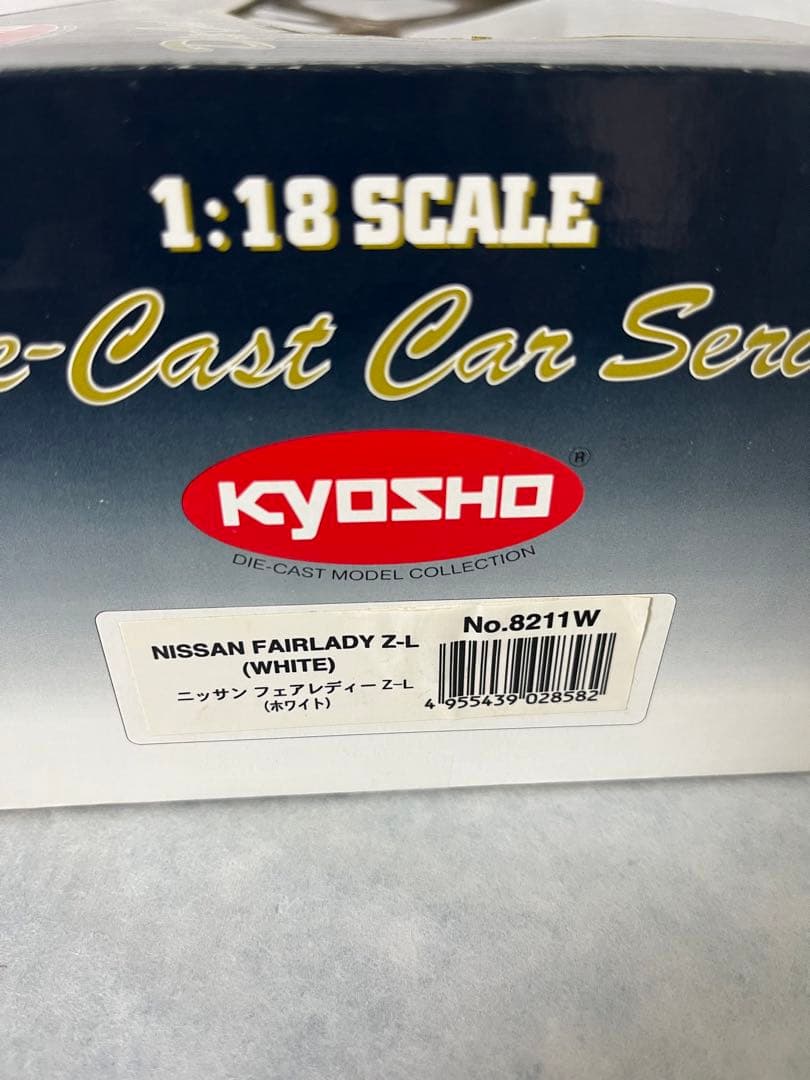 1:18 SCALE
e-Cast Car Ser
KYOSHO ®
DIE-CAST MODEL COLLECTION
NISSAN FAIRLADY Z-L
(WHITE)
ニッサン フェアレディー Z-L
(ホワイト)
No.8211W
4 955439 028582